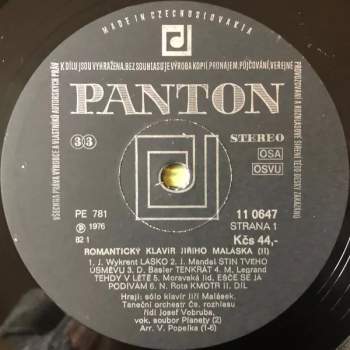 MADE IN CZECHOSLOVAKIA
VŠECHNA PRÁVA VÝROBCE A VLASTNÍKŮ AUTORSKÝCH PRÁV
K DÍLU JSOU VYHRAŽENA, BEZ SOUHLASU JE VÝROBA KOPIÍ, PRONÁJEM, PŮJČOVÁNÍ, VEŘEJNÉ
PROVOZOVÁNÍ A ROZHLASOVÉ ŠÍŘENÍ TÉTO DESKY ZAKÁZÁNO
PANTON
33
STEREO
OSA
OSVU
PE 781
11 0647
Ⓟ 1976
STRANA 1
82 1
Kčs 44,-
ROMANTICKÝ KLAVÍR JIŘÍHO MALÁSKA (II)
1. J. Wykrent LÁSKO 2. J. Mandel STÍN TVÉHO
ÚSMĚVU 3. D. Basler TENKRÁT 4. M. Legrand
TEHDY V LÉTĚ 5. Moravská lid. EŠČE SE JÁ
PODÍVÁM 6. N. Rota KMOTR II. DÍL
Hrají: sólo klavír Jiří Malásek,
Taneční orchestr Čs. rozhlasu
řídí Josef Vobruba,
vok. soubor Planety (2)
Arr. V. Popelka (1-6)